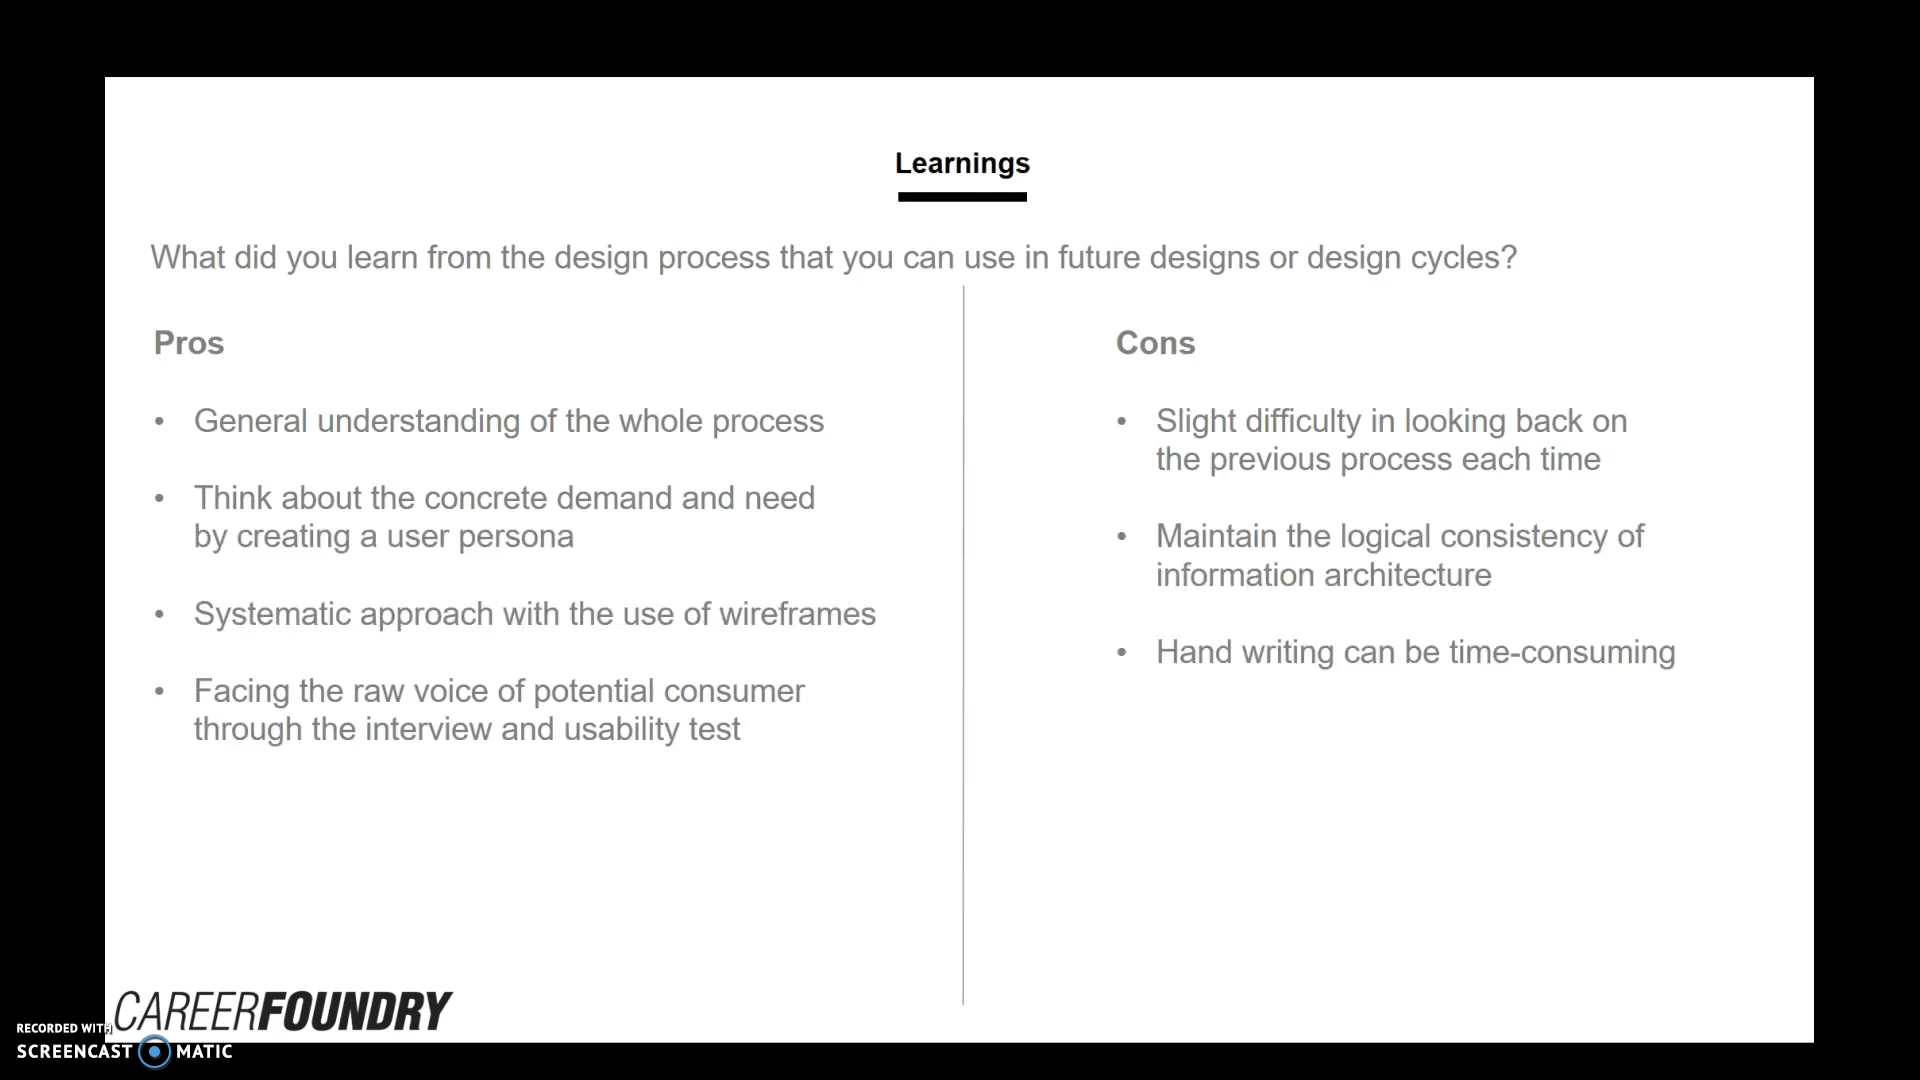 Learnings
What did you learn from the design process that you can use in future designs or design cycles?
Pros
• General understanding of the whole process
• Think about the concrete demand and need
by creating a user persona
• Systematic approach with the use of wireframes
• Facing the raw voice of potential consumer
through the interview and usability test
Cons
• Slight difficulty in looking back on
the previous process each time
• Maintain the logical consistency of
information architecture
• Hand writing can be time-consuming
CAREERFOUNDRY
RECORDED WITH
SCREENCAST MATIC